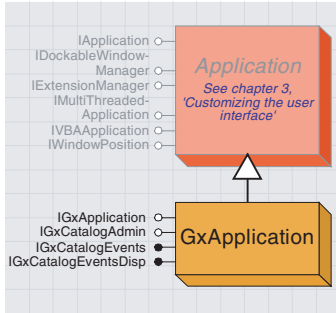 IApplication
IDockableWindow-
Manager
IExtensionManager
IMultiThreaded-
Application
IVBAApplication
IWindowPosition
Application
See chapter 3,
'Customizing the user
interface'
IGxApplication
IGxCatalogAdmin
IGxCatalogEvents
IGxCatalogEventsDisp
GxApplication